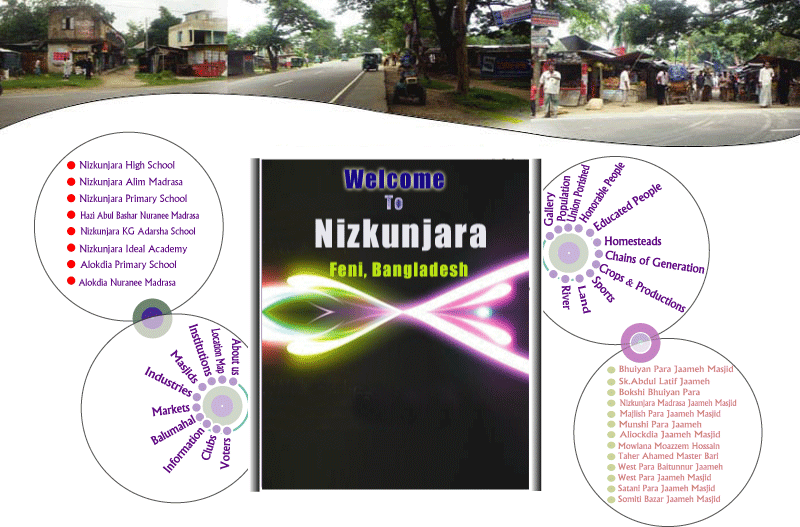 Nizkunjara High School
Nizkunjara Alim Madrasa
Nizkunjara Primary School
Hazi Abul Bashar Nuranee Madrasa
Nizkunjara KG Adarsha School
Nizkunjara Ideal Academy
Alokdia Primary School
Alokdia Nuranee Madrasa
About us
Location Map
Institutions
Masjids
Industries
Markets
Balumahal
Information
Clubs
Voters
Welcome
To
Nizkunjara
Feni, Bangladesh
Gallery
Population
Union Porished
Honorable People
Educated People
Homesteads
Chains of Generation
Crops & Productions
Sports
Land
River
Bhuiyan Para Jaameh Masjid
Sk.Abdul Latif Jaameh
Bokshi Bhuiyan Para
Nizkunjara Madrasa Jaameh Masjid
Majlish Para Jaameh Masjid
Munshi Para Jaameh
Allockdia Jaameh Masjid
Mowlana Moazzem Hossain
Taher Ahamed Master Bari
West Para Baitunnur Jaameh
West Para Jaameh Masjid
Satani Para Jaameh Masjid
Somiti Bazar Jaameh Masjid